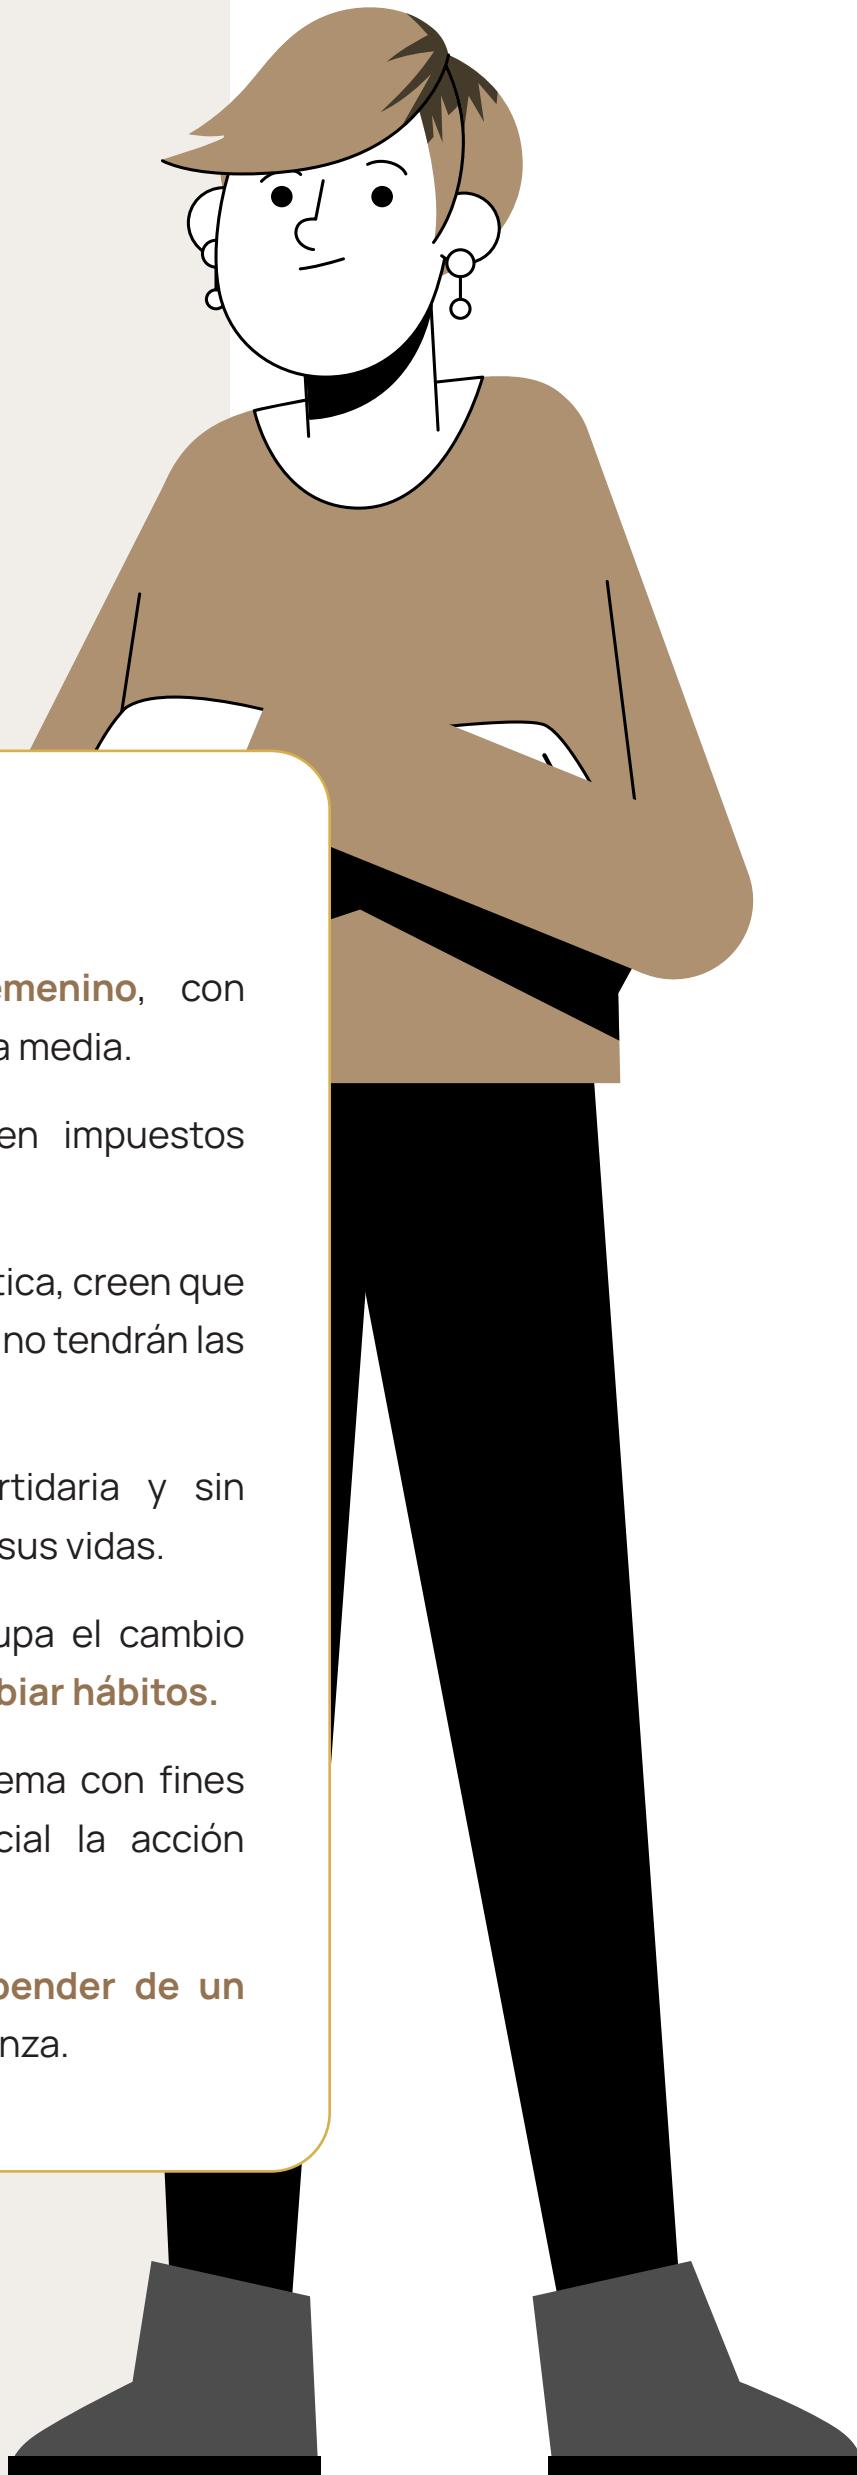 emenino, con
a media.
en impuestos
tica, creen que
no tendrán las
rtidaria y sin
sus vidas.
upa el cambio
biar hábitos.
ema con fines
cial la acción
pender de un
nza.